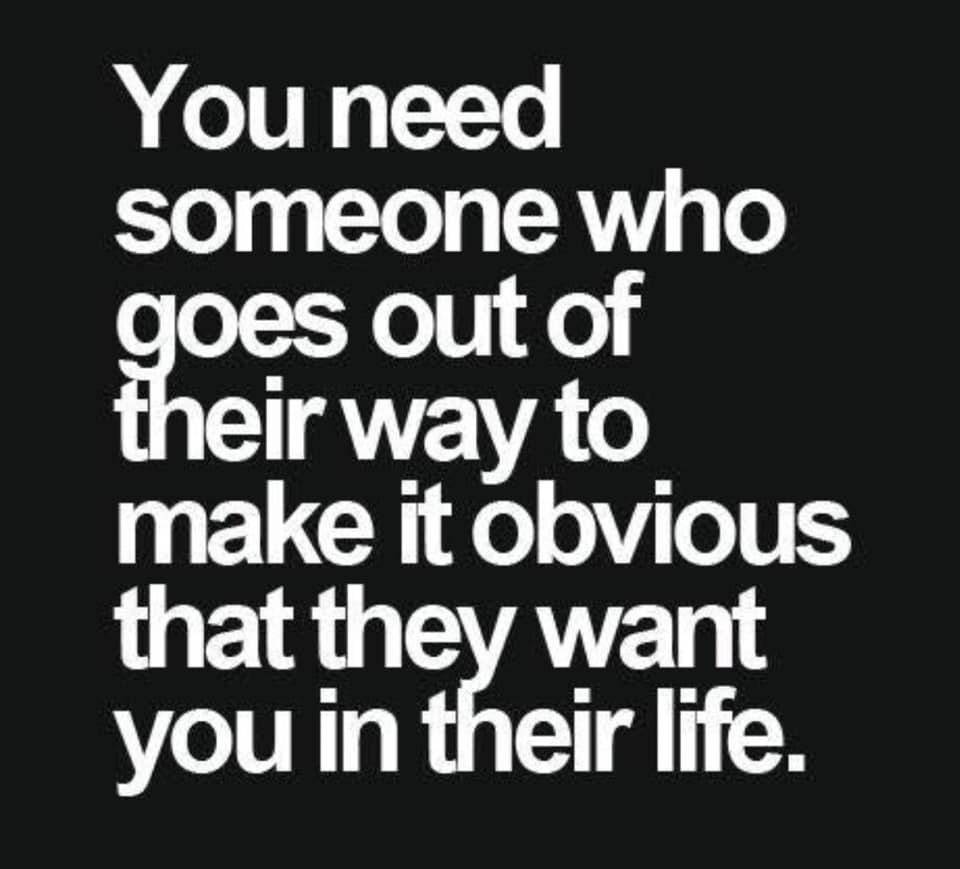 You need
someone who
goes out of
their way to
make it obvious
that they want
you in their life.